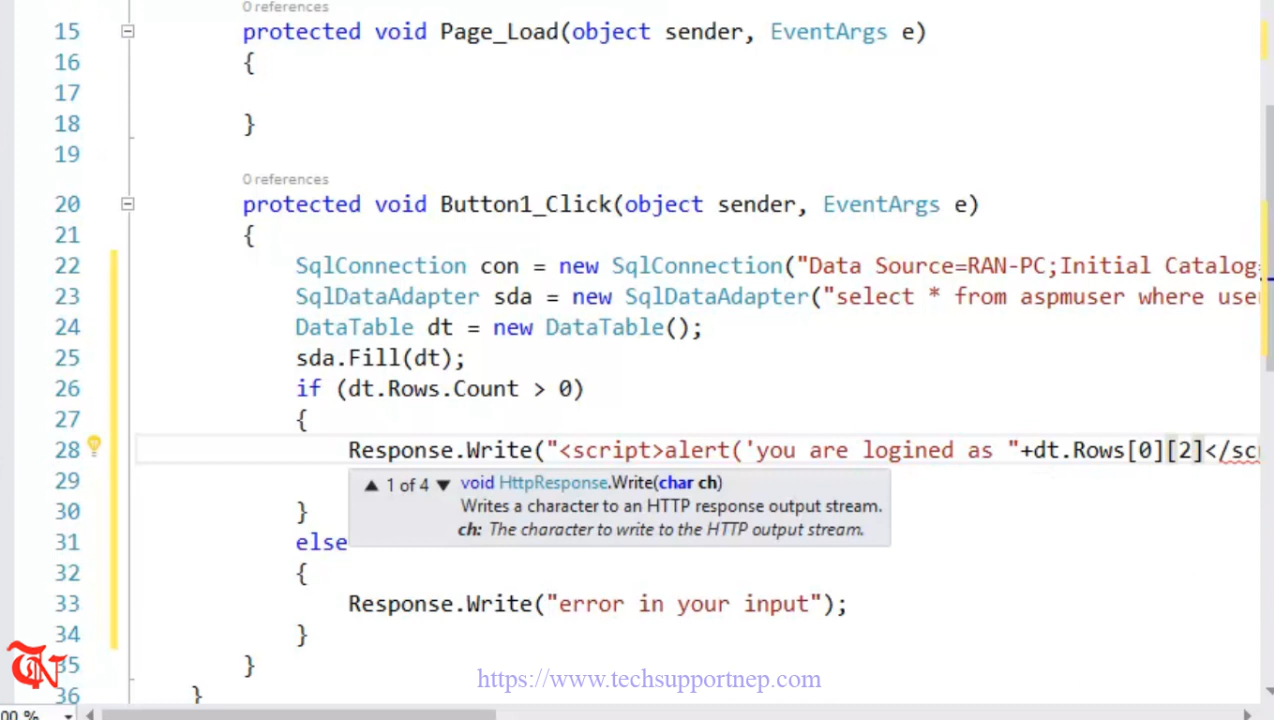 0 references
15 protected void Page_Load(object sender, EventArgs e)
16 {
17
18 }
19
0 references
20 protected void Button1_Click(object sender, EventArgs e)
21 {
22 SqlConnection con = new SqlConnection("Data Source=RAN-PC;Initial Catalog=
23 SqlDataAdapter sda = new SqlDataAdapter("select * from aspmuser where use
24 DataTable dt = new DataTable();
25 sda.Fill(dt);
26 if (dt.Rows.Count > 0)
27 {
28 Response.Write("<script>alert('you are logined as "+dt.Rows[0][2]</scr
29 ▲ 1 of 4 ▼ void HttpResponse.Write(char ch)
Writes a character to an HTTP response output stream.
30 } ch: The character to write to the HTTP output stream.
31 else
32 {
33 Response.Write("error in your input");
34 }
35 }
36 }
TN
https://www.techsupportnep.com
00 %